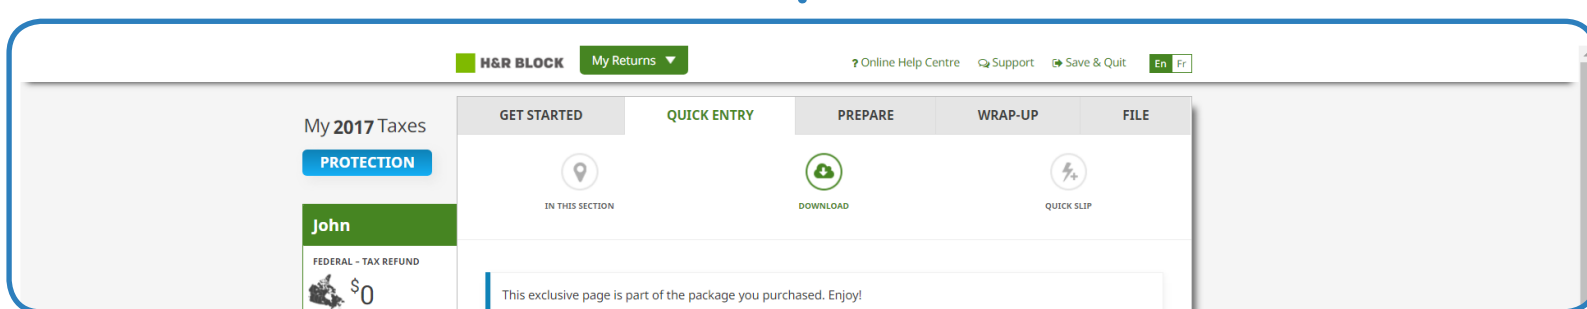 H&R BLOCK My Returns ▼ ? Online Help Centre Support Save & Quit En Fr
My 2017 Taxes
PROTECTION
GET STARTED QUICK ENTRY PREPARE WRAP-UP FILE
IN THIS SECTION DOWNLOAD QUICK SLIP
John
FEDERAL – TAX REFUND
$0
This exclusive page is part of the package you purchased. Enjoy!